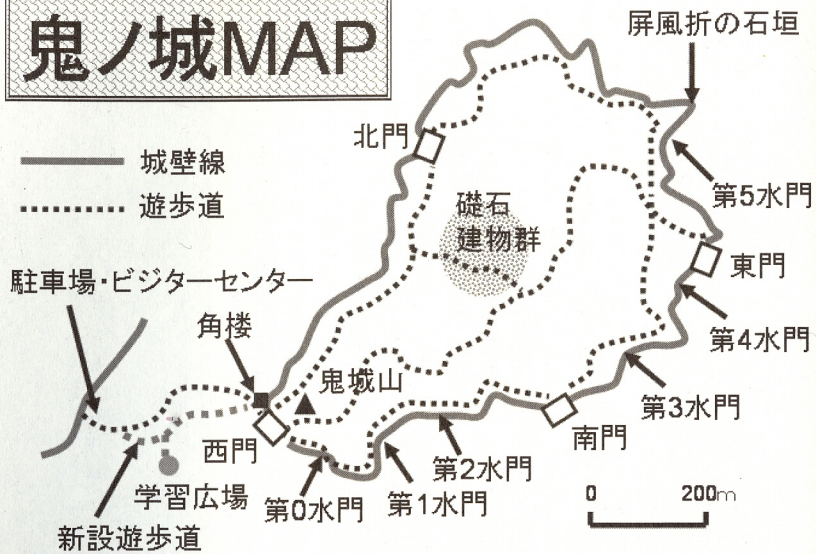 鬼ノ城MAP
屏風折の石垣
北門
城壁線
遊歩道
礎石
建物群
第5水門
東門
駐車場・ビジターセンター
角楼
第4水門
鬼城山
第3水門
西門
南門
第2水門
学習広場
第0水門
第1水門
新設遊歩道
0 200m